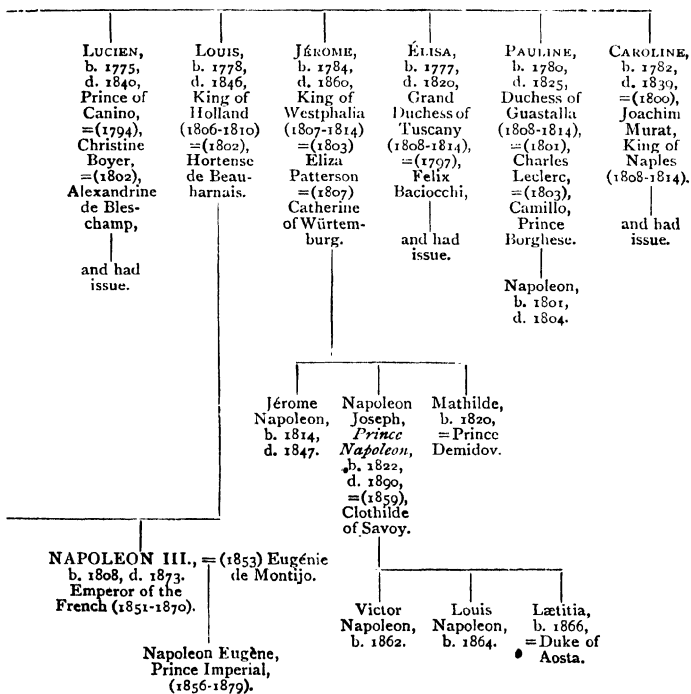 LUCIEN,
b. 1775,
d. 1840,
Prince of
Canino,
=(1794),
Christine
Boyer,
=(1802),
Alexandrine
de Bles-
champ,
and had
issue.
LOUIS,
b. 1778,
d. 1846,
King of
Holland
(1806-1810)
=(1802),
Hortense
de Beau-
harnais.
JÉROME,
b. 1784,
d. 1860,
King of
Westphalia
(1807-1814)
=(1803)
Eliza
Patterson
=(1807)
Catherine
of Würtem-
burg.
ÉLISA,
b. 1777,
d. 1820,
Grand
Duchess of
Tuscany
(1808-1814),
=(1797),
Felix
Baciocchi,
and had
issue.
PAULINE,
b. 1780,
d. 1825,
Duchess of
Guastalla
(1808-1814),
=(1801),
Charles
Leclerc,
=(1803),
Camillo,
Prince
Borghese.
Napoleon,
b. 1801,
d. 1804.
CAROLINE,
b. 1782,
d. 1839,
=(1800),
Joachim
Murat,
King of
Naples
(1808-1814).
and had
issue.
Jérome
Napoleon,
b. 1814,
d. 1847.
Napoleon
Joseph,
Prince
Napoleon,
b. 1822,
d. 1890,
=(1859),
Clothilde
of Savoy.
Mathilde,
b. 1820,
=Prince
Demidov.
NAPOLEON III., = (1853) Eugénie
b. 1808, d. 1873. de Montijo.
Emperor of the
French (1851-1870).
Napoleon Eugène,
Prince Imperial,
(1856-1879).
Victor
Napoleon,
b. 1862.
Louis
Napoleon,
b. 1864.
Lætitia,
b. 1866,
=Duke of
Aosta.